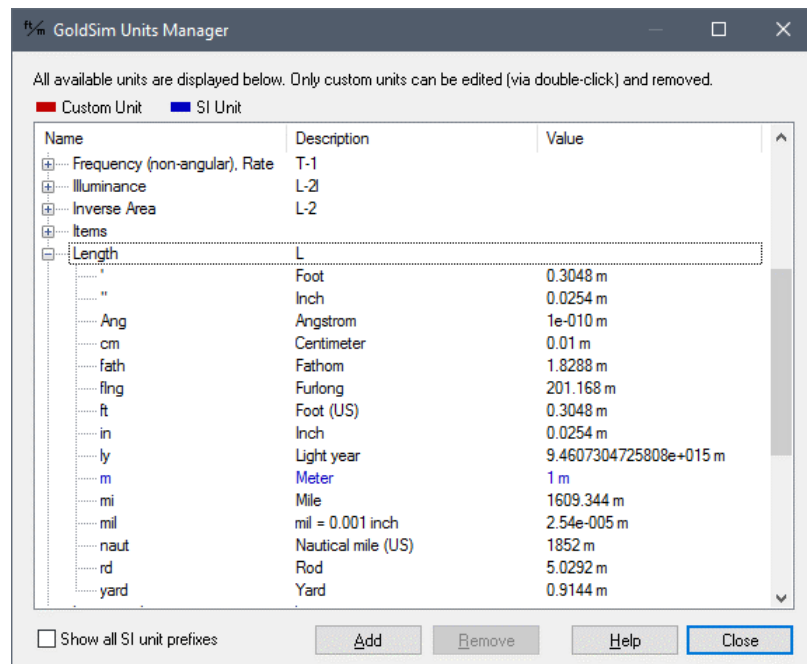 ft/m GoldSim Units Manager
All available units are displayed below. Only custom units can be edited (via double-click) and removed.
Custom Unit SI Unit
Name Description Value
Frequency (non-angular), Rate T-1
Illuminance L-2I
Inverse Area L-2
Items
Length L
' Foot 0.3048 m
" Inch 0.0254 m
Ang Angstrom 1e-010 m
cm Centimeter 0.01 m
fath Fathom 1.8288 m
flng Furlong 201.168 m
ft Foot (US) 0.3048 m
in Inch 0.0254 m
ly Light year 9.4607304725808e+015 m
m Meter 1 m
mi Mile 1609.344 m
mil mil = 0.001 inch 2.54e-005 m
naut Nautical mile (US) 1852 m
rd Rod 5.0292 m
yard Yard 0.9144 m
Show all SI unit prefixes Add Remove Help Close